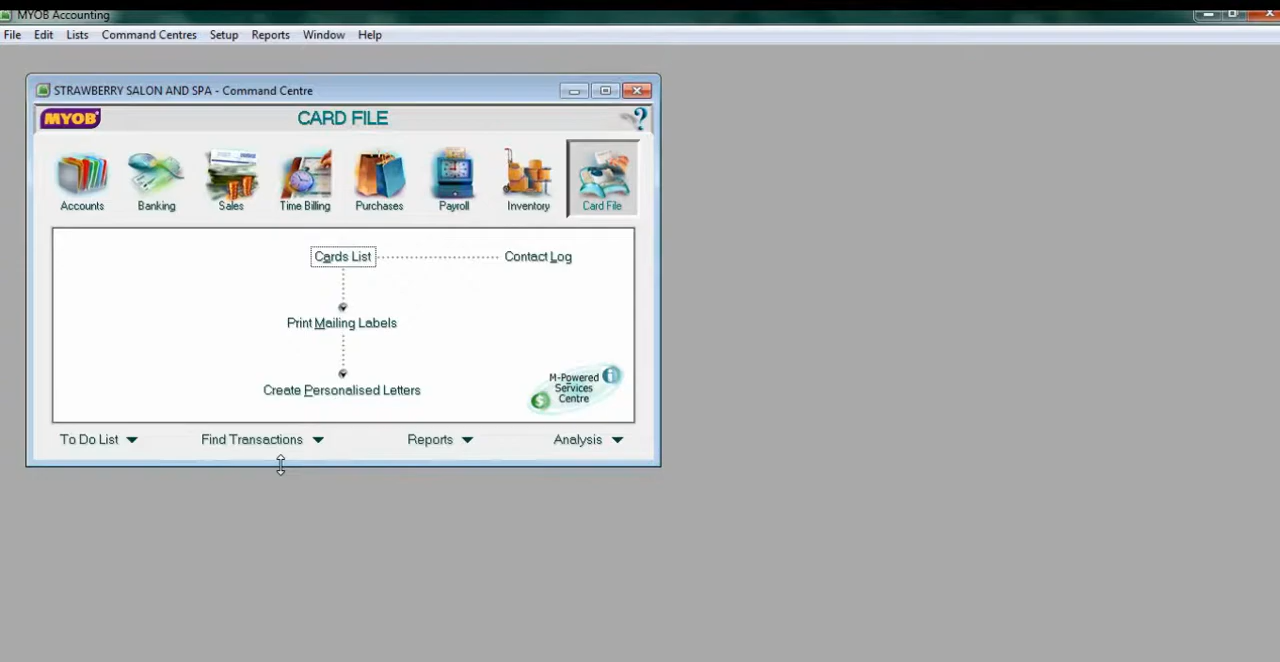 MYOB Accounting
File Edit Lists Command Centres Setup Reports Window Help
STRAWBERRY SALON AND SPA - Command Centre
MYOB CARD FILE ?
Accounts Banking Sales Time Billing Purchases Payroll Inventory Card File
Cards List Contact Log
Print Mailing Labels
Create Personalised Letters
M-Powered
Services
Centre
To Do List Find Transactions Reports Analysis